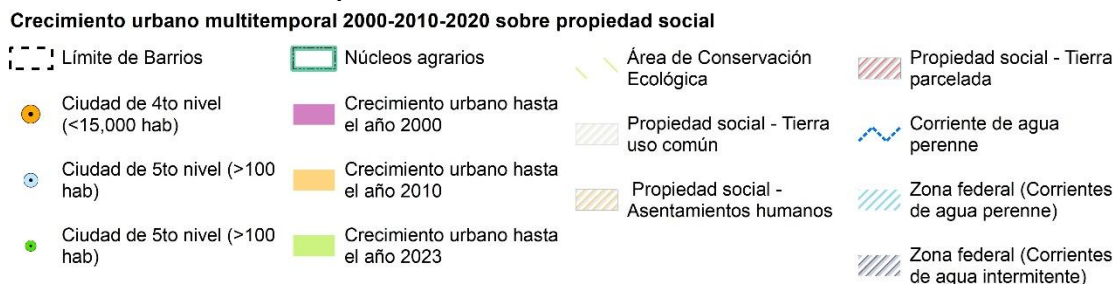 Crecimiento urbano multitemporal 2000-2010-2020 sobre propiedad social
Límite de Barrios
Ciudad de 4to nivel
(<15,000 hab)
Ciudad de 5to nivel (>100
hab)
Ciudad de 5to nivel (>100
hab)
Núcleos agrarios
Crecimiento urbano hasta
el año 2000
Crecimiento urbano hasta
el año 2010
Crecimiento urbano hasta
el año 2023
Área de Conservación
Ecológica
Propiedad social - Tierra
uso común
Propiedad social -
Asentamientos humanos
Propiedad social - Tierra
parcelada
Corriente de agua
perenne
Zona federal (Corrientes
de agua perenne)
Zona federal (Corrientes
de agua intermitente)